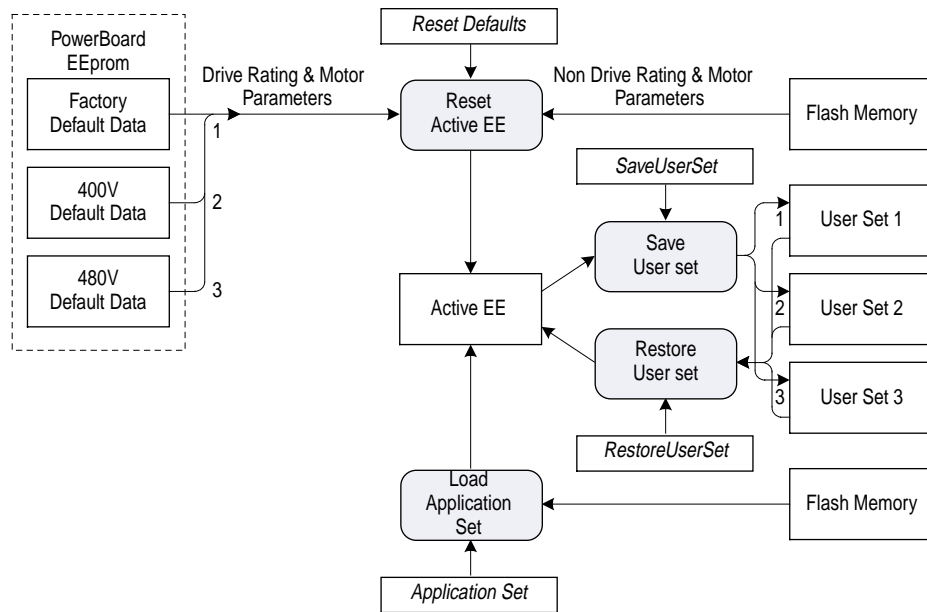 Reset Defaults
PowerBoard
EEprom
Drive Rating & Motor
Parameters
Non Drive Rating & Motor
Parameters
Factory
Default Data
1
Reset
Active EE
Flash Memory
SaveUserSet
400V
Default Data
2
1
User Set 1
Save
User set
480V
Default Data
3
Active EE
2
User Set 2
Restore
User set
3
User Set 3
RestoreUserSet
Load
Application
Set
Flash Memory
Application Set